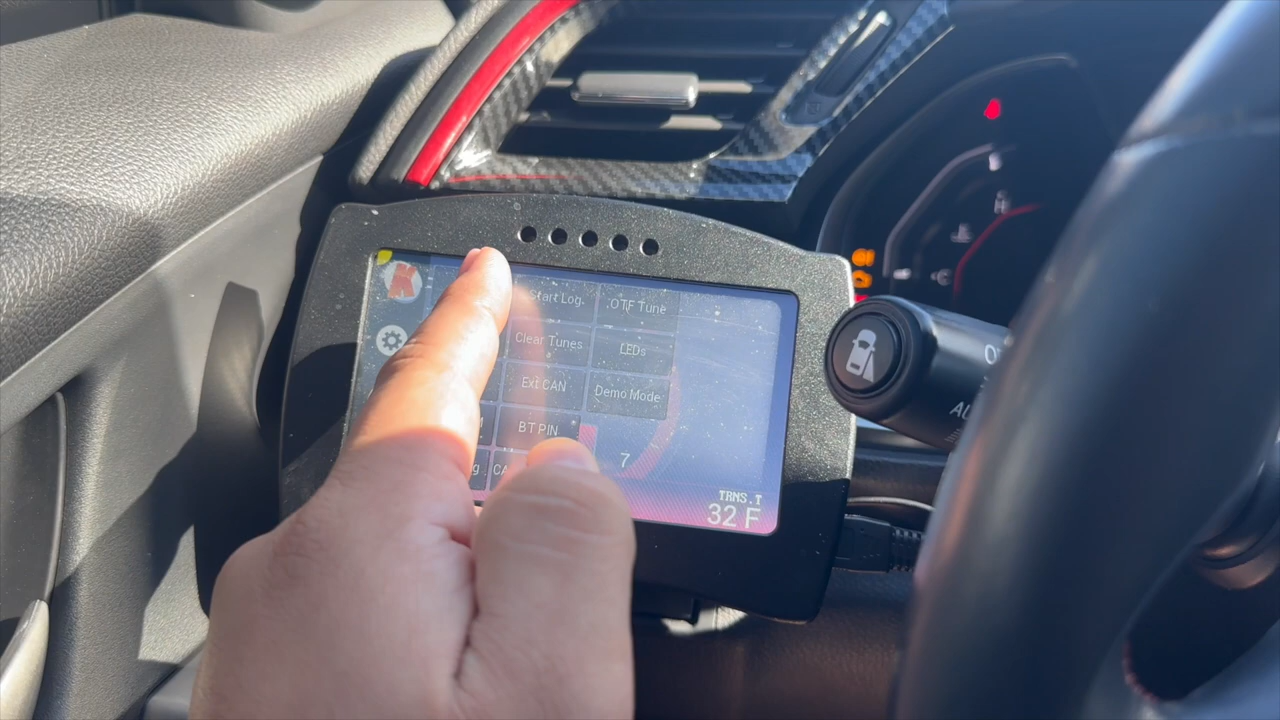 K
Start Log
OTF Tune
Clear Tunes
LEDs
Ext CAN
Demo Mode
BT PIN
7
TRNS.T
32 F